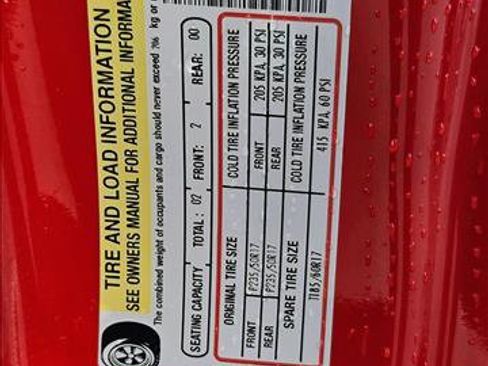 TIRE AND LOAD INFORMATION
SEE OWNERS MANUAL FOR ADDITIONAL INFORMA
The combined weight of occupants and cargo should never exceed kg or
SEATING CAPACITY TOTAL : 02 FRONT: 2 REAR: 00
ORIGINAL TIRE SIZE COLD TIRE INFLATION PRESSURE
FRONT P235/50R17 FRONT 205 KPA, 30 PSI
REAR P235/50R17 REAR 205 KPA, 30 PSI
SPARE TIRE SIZE COLD TIRE INFLATION PRESSURE
T185/60R17 415 KPA, 60 PSI